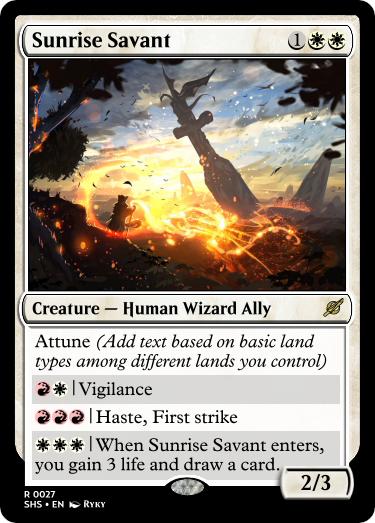 Sunrise Savant 1
Creature — Human Wizard Ally
Attune (Add text based on basic land
types among different lands you control)
| Vigilance
| Haste, First strike
| When Sunrise Savant enters,
you gain 3 life and draw a card.
2/3
R 0027
SHS • EN Ryky